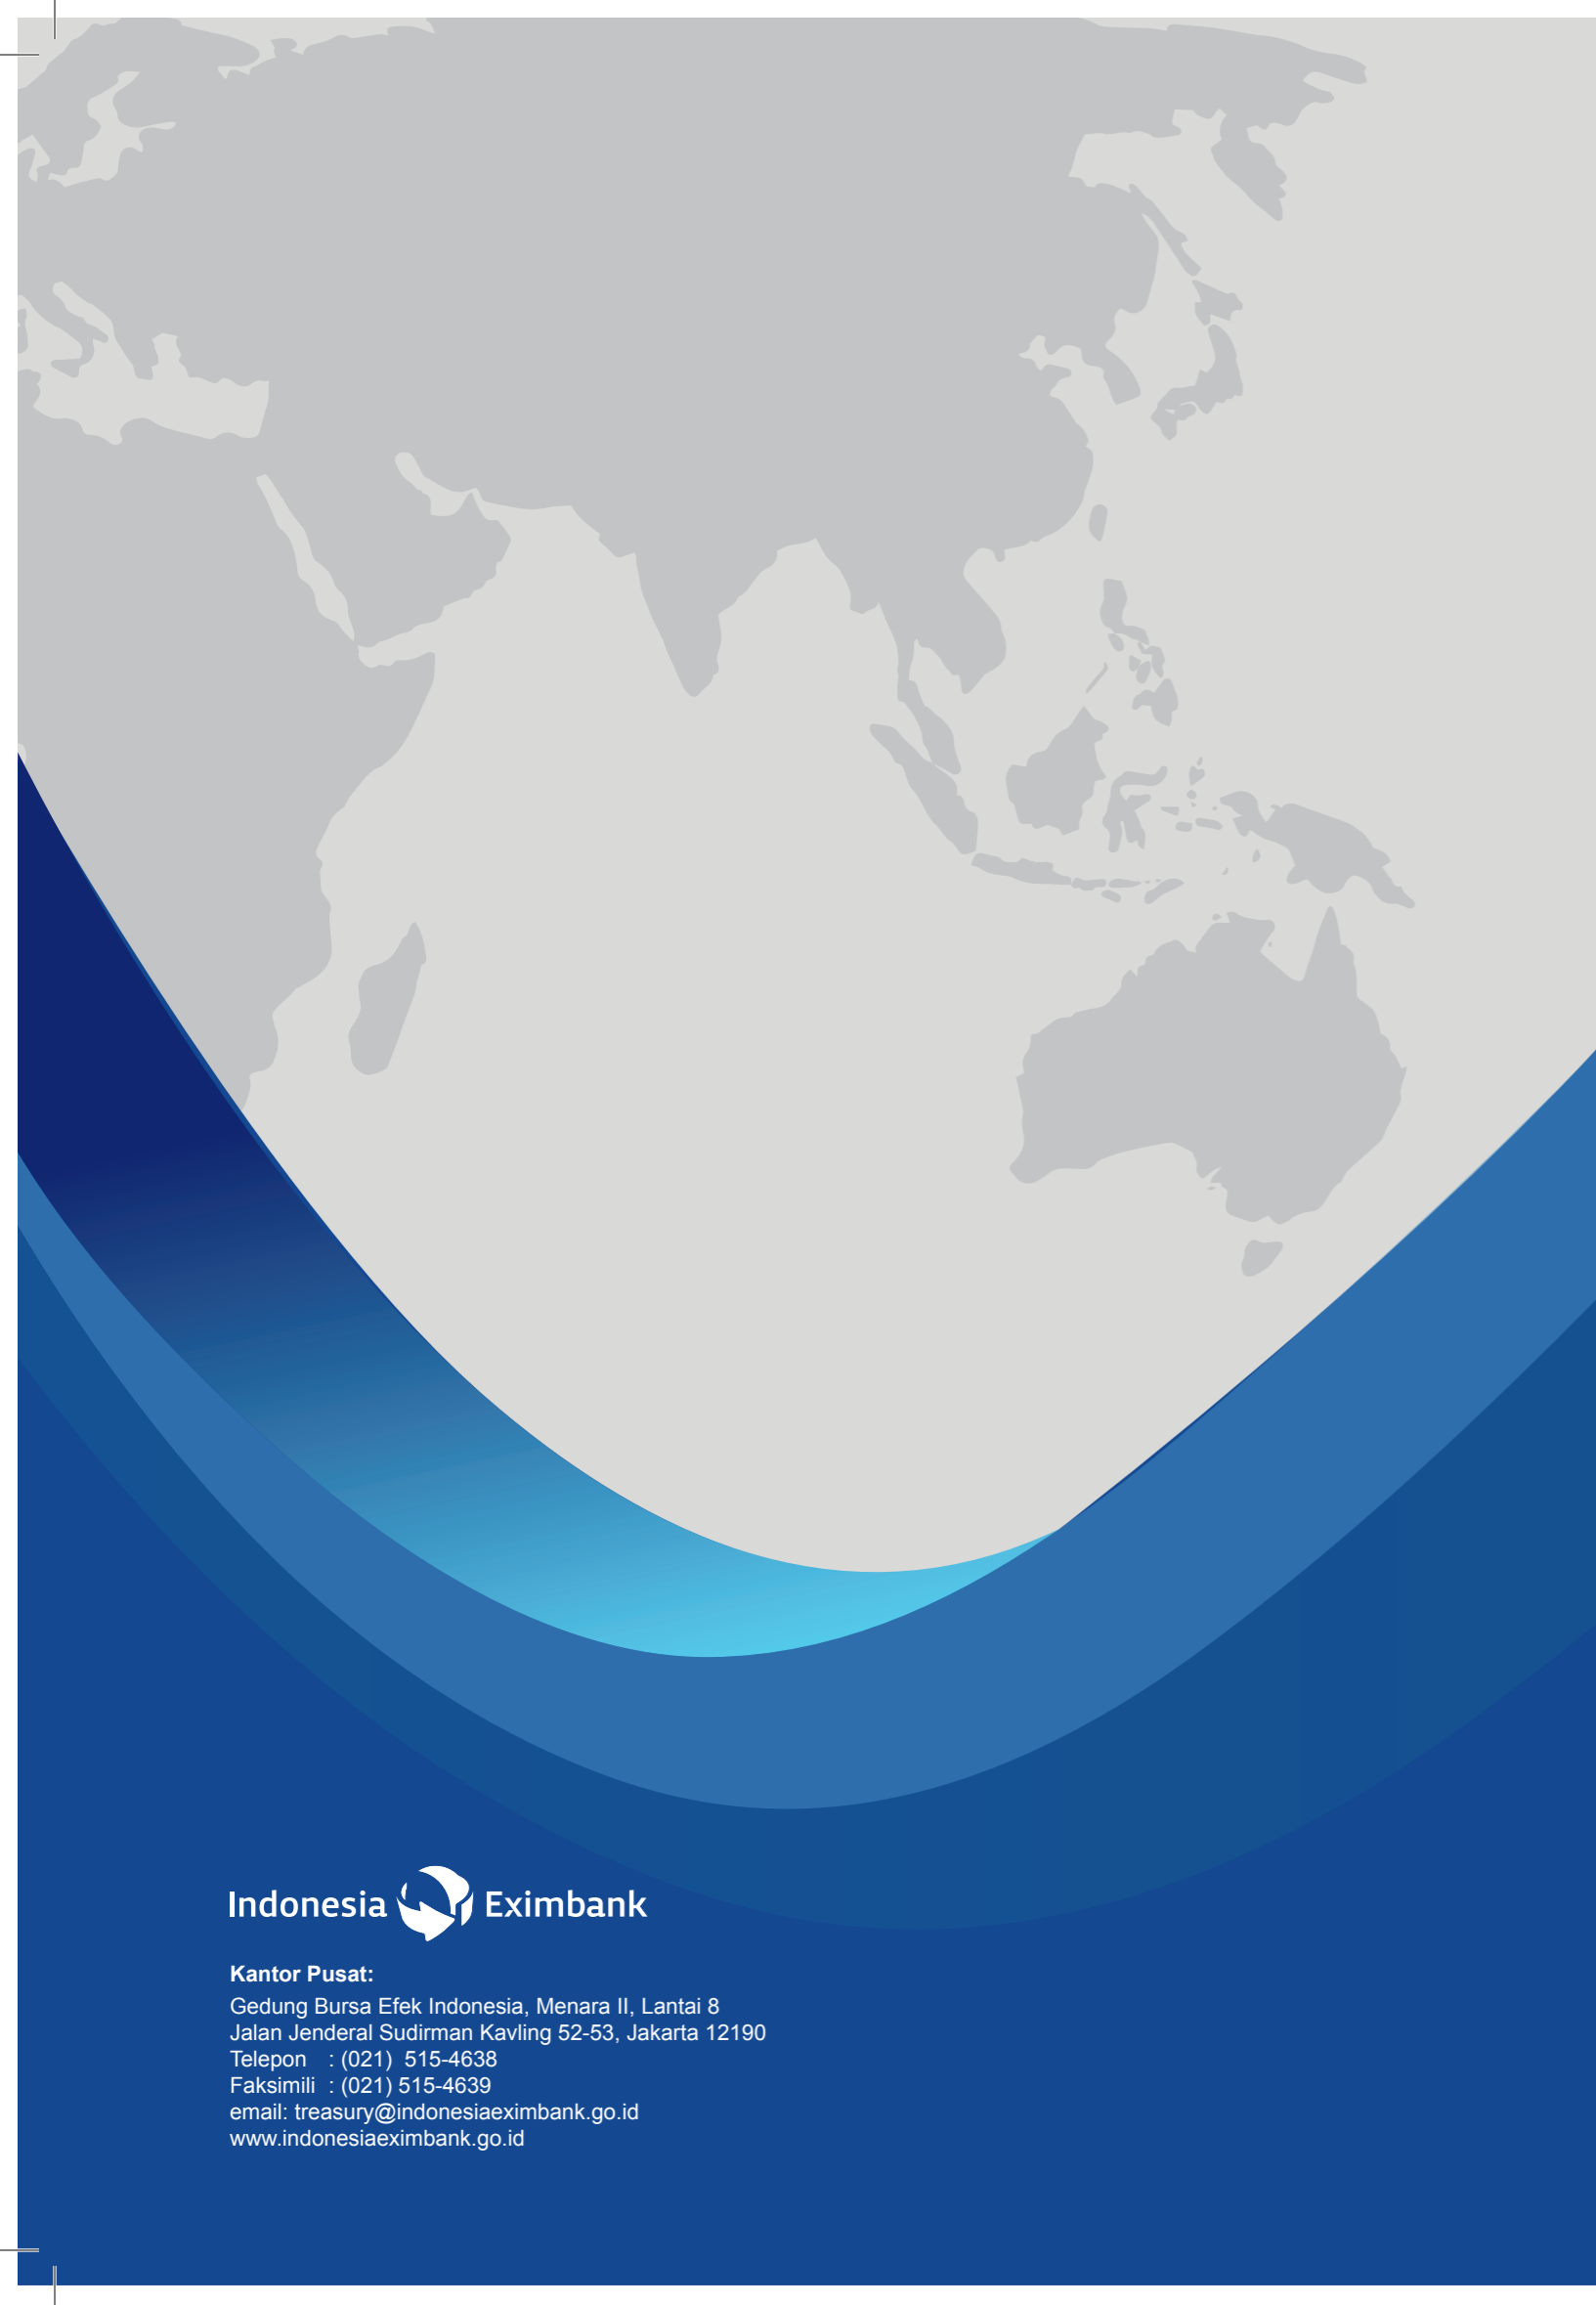 Indonesia Eximbank
Kantor Pusat:
Gedung Bursa Efek Indonesia, Menara II, Lantai 8
Jalan Jenderal Sudirman Kavling 52-53, Jakarta 12190
Telepon : (021) 515-4638
Faksimili : (021) 515-4639
email: treasury@indonesiaeximbank.go.id
www.indonesiaeximbank.go.id